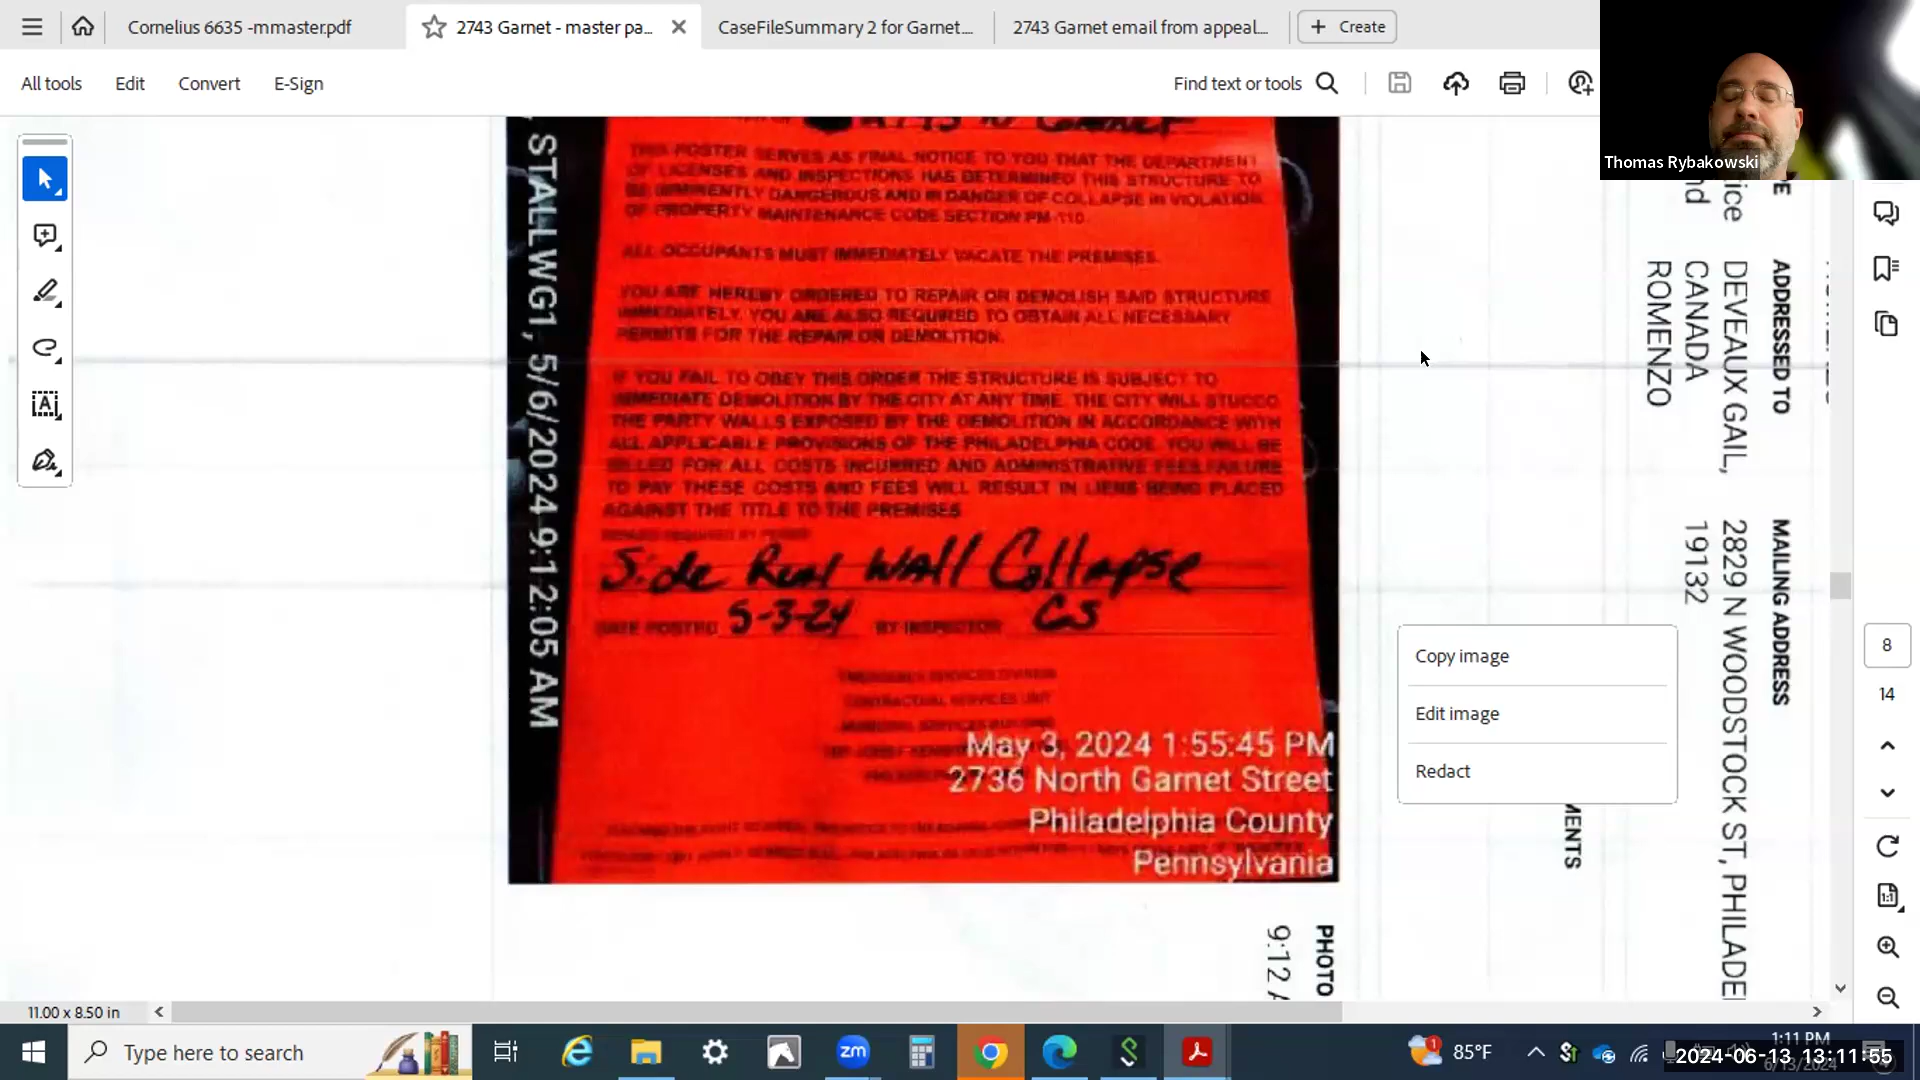 Cornelius 6635 -mmaster.pdf
2743 Garnet - master pa...
CaseFileSummary 2 for Garnet....
2743 Garnet email from appeal...
+ Create
All tools
Edit
Convert
E-Sign
Find text or tools
Thomas Rybakowski
STALLWG1, 5/6/2024 9:12:05 AM
THIS POSTER SERVES AS FINAL NOTICE TO YOU THAT THE DEPARTMENT
OF LICENSES AND INSPECTIONS HAS DETERMINED THIS STRUCTURE TO
BE IMMINENTLY DANGEROUS AND IN DANGER OF COLLAPSE IN VIOLATION
OF PROPERTY MAINTENANCE CODE SECTION PM-110.
ALL OCCUPANTS MUST IMMEDIATELY VACATE THE PREMISES.
YOU ARE HEREBY ORDERED TO REPAIR OR DEMOLISH SAID STRUCTURE
IMMEDIATELY. YOU ARE ALSO REQUIRED TO OBTAIN ALL NECESSARY
PERMITS FOR THE REPAIR OR DEMOLITION.
IF YOU FAIL TO OBEY THIS ORDER THE STRUCTURE IS SUBJECT TO
IMMEDIATE DEMOLITION BY THE CITY AT ANY TIME. THE CITY WILL STUCCO
THE PARTY WALLS EXPOSED BY THE DEMOLITION IN ACCORDANCE WITH
ALL APPLICABLE PROVISIONS OF THE PHILADELPHIA CODE. YOU WILL BE
BILLED FOR ALL COSTS INCURRED AND ADMINISTRATIVE FEES. FAILURE
TO PAY THESE COSTS AND FEES WILL RESULT IN LIENS BEING PLACED
AGAINST THE TITLE TO THE PREMISES
Side Rear Wall Collapse
DATE POSTED 5-3-24 BY INSPECTOR CS
EMERGENCY SERVICES DIVISION
CONTRACTUAL SERVICES UNIT
MUNICIPAL SERVICES BUILDING
May 3, 2024 1:55:45 PM
2736 North Garnet Street
Philadelphia County
Pennsylvania
PHOTO
9:12 A
Copy image
Edit image
Redact
MENTS
ADDRESSED TO
DEVEAUX GAIL,
CANADA
ROMENZO
MAILING ADDRESS
2829 N WOODSTOCK ST, PHILADE
19132
8
14
11.00 x 8.50 in
Type here to search
85°F
1:11 PM
2024-06-13 13:11:55